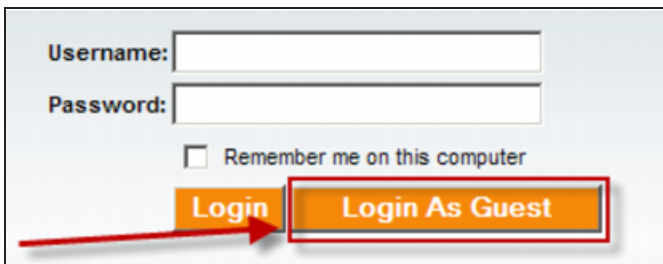 Username:
Password:
Remember me on this computer
Login Login As Guest